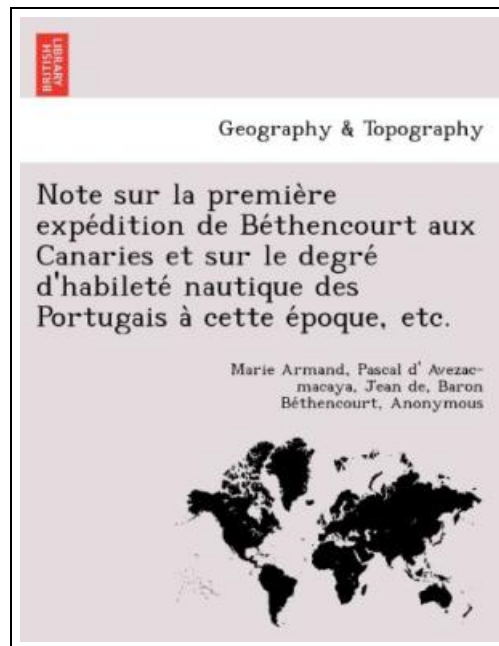 BRITISH
LIBRARY
Geography & Topography
Note sur la première
expédition de Béthencourt aux
Canaries et sur le degré
d'habileté nautique des
Portugais à cette époque, etc.
Marie Armand, Pascal d' Avezac-
macaya, Jean de, Baron
Béthencourt, Anonymous